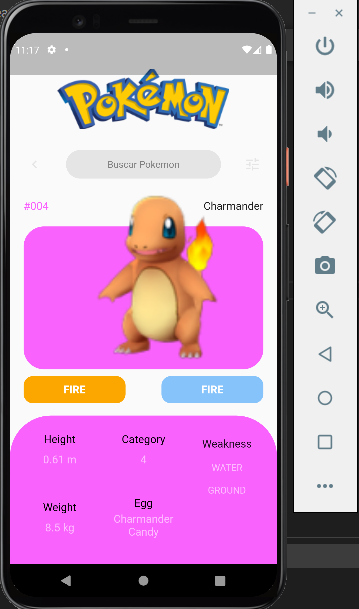 11:17
POKéMON
Buscar Pokemon
#004
Charmander
FIRE
FIRE
Height
Category
Weakness
0.61 m
4
WATER
GROUND
Weight
Egg
8.5 kg
Charmander
Candy